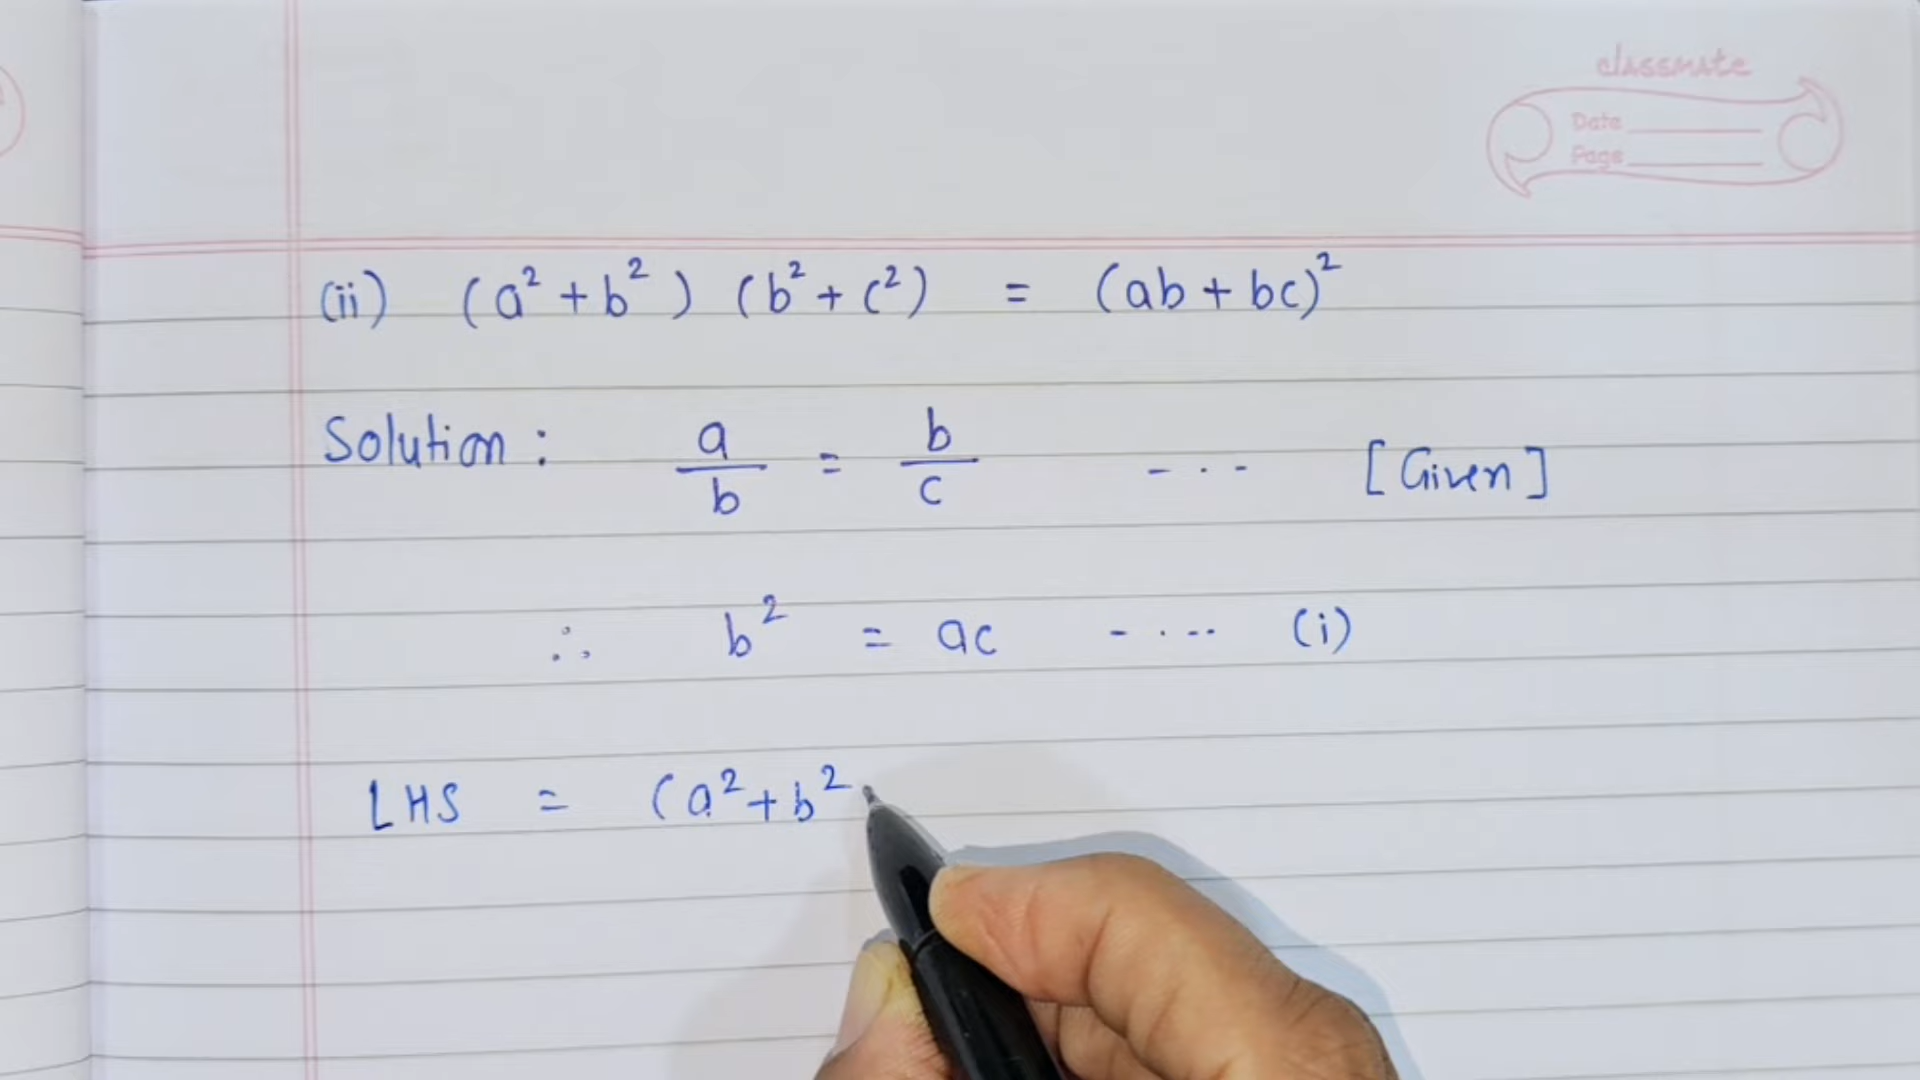 classmate
Date
Page
(ii) (a² + b²) (b² + c²) = (ab + bc)²
Solution : a/b = b/c - · · - [Given]
∴ b² = ac - · - - (i)
LHS = (a² + b²